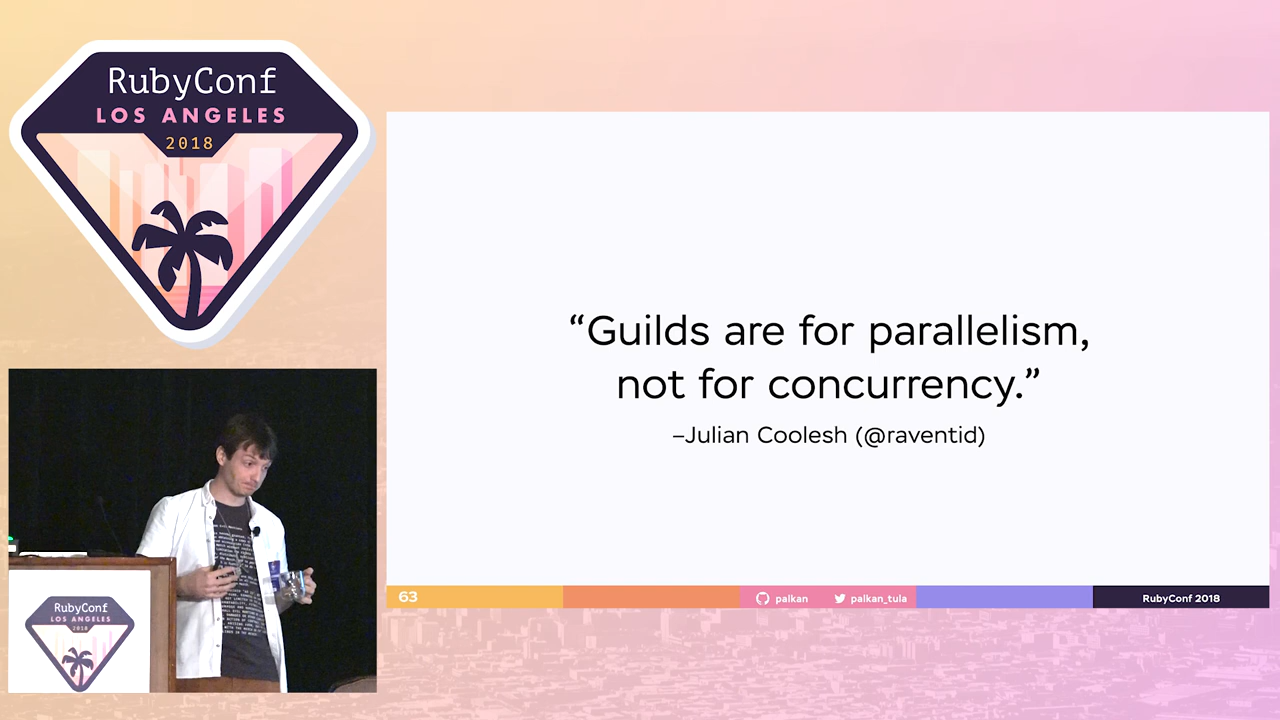 RubyConf
LOS ANGELES
2018
“Guilds are for parallelism,
not for concurrency.”
–Julian Coolesh (@raventid)
63
palkan
palkan_tula
RubyConf 2018
RubyConf
LOS ANGELES
2018